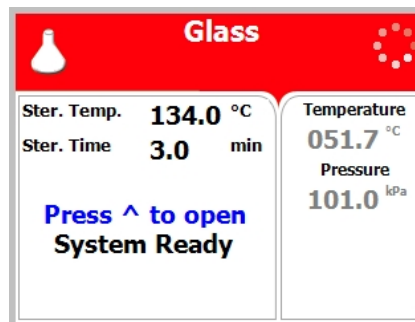 Glass
Ster. Temp. 134.0 °C
Ster. Time 3.0 min
Press ^ to open
System Ready
Temperature
051.7 °C
Pressure
101.0 kPa